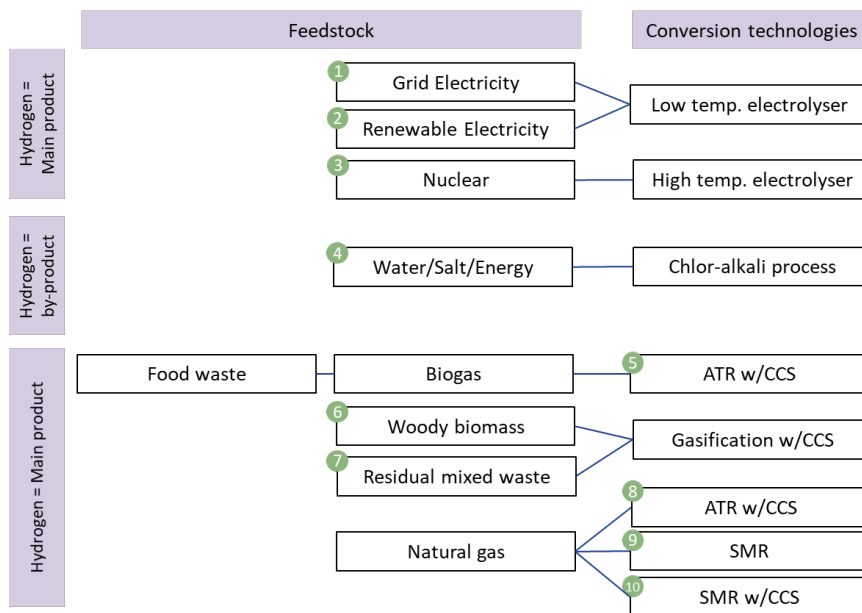 Feedstock
Conversion technologies
Hydrogen =
Main product
1
Grid Electricity
2
Renewable Electricity
Low temp. electrolyser
3
Nuclear
High temp. electrolyser
Hydrogen =
by-product
4
Water/Salt/Energy
Chlor-alkali process
Hydrogen = Main product
Food waste
Biogas
5
ATR w/CCS
6
Woody biomass
7
Residual mixed waste
Gasification w/CCS
Natural gas
8
ATR w/CCS
9
SMR
10
SMR w/CCS